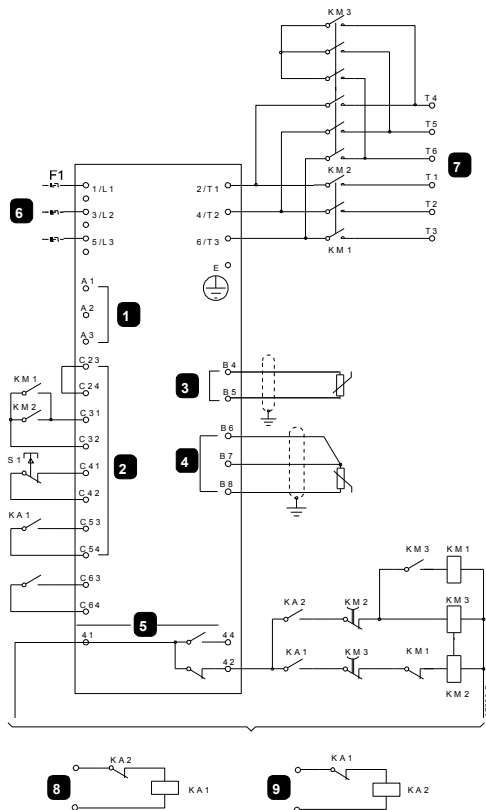 KM3
T4
T5
T6
7
F1
1/L1
2/T1
KM2
T1
6
3/L2
4/T2
T2
5/L3
6/T3
T3
KM1
E
A1
A2
1
A3
C23
B4
KM1
C24
3
B5
KM2
C31
B6
C32
2
4
B7
S1
C41
B8
C42
KA1
C53
C54
KM3
KM1
C63
KA2
KM2
KM3
C64
5
41
44
KA1
KM3
KM1
42
KM2
KA2
KA1
8
KA1
9
KA2